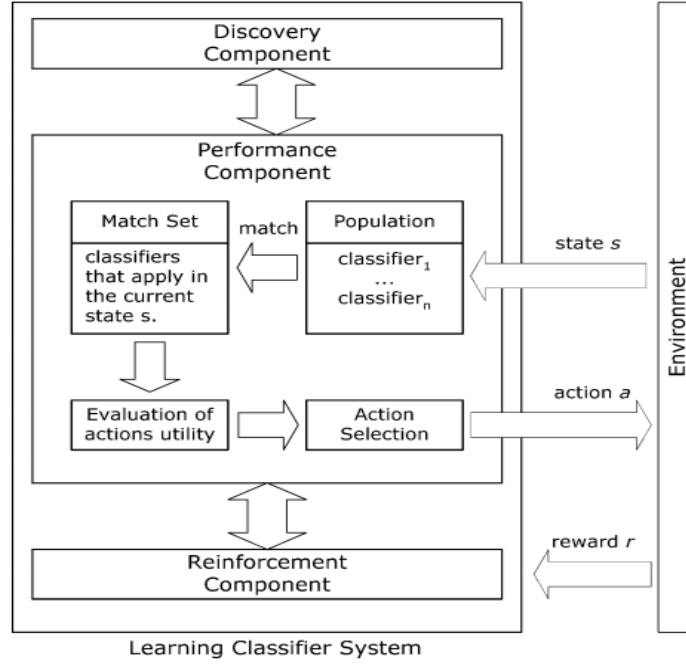 Discovery
Component
Performance
Component
Match Set
classifiers
that apply in
the current
state s.
match
Population
classifier₁
...
classifierₙ
state s
Evaluation of
actions utility
Action
Selection
action a
Environment
Reinforcement
Component
reward r
Learning Classifier System